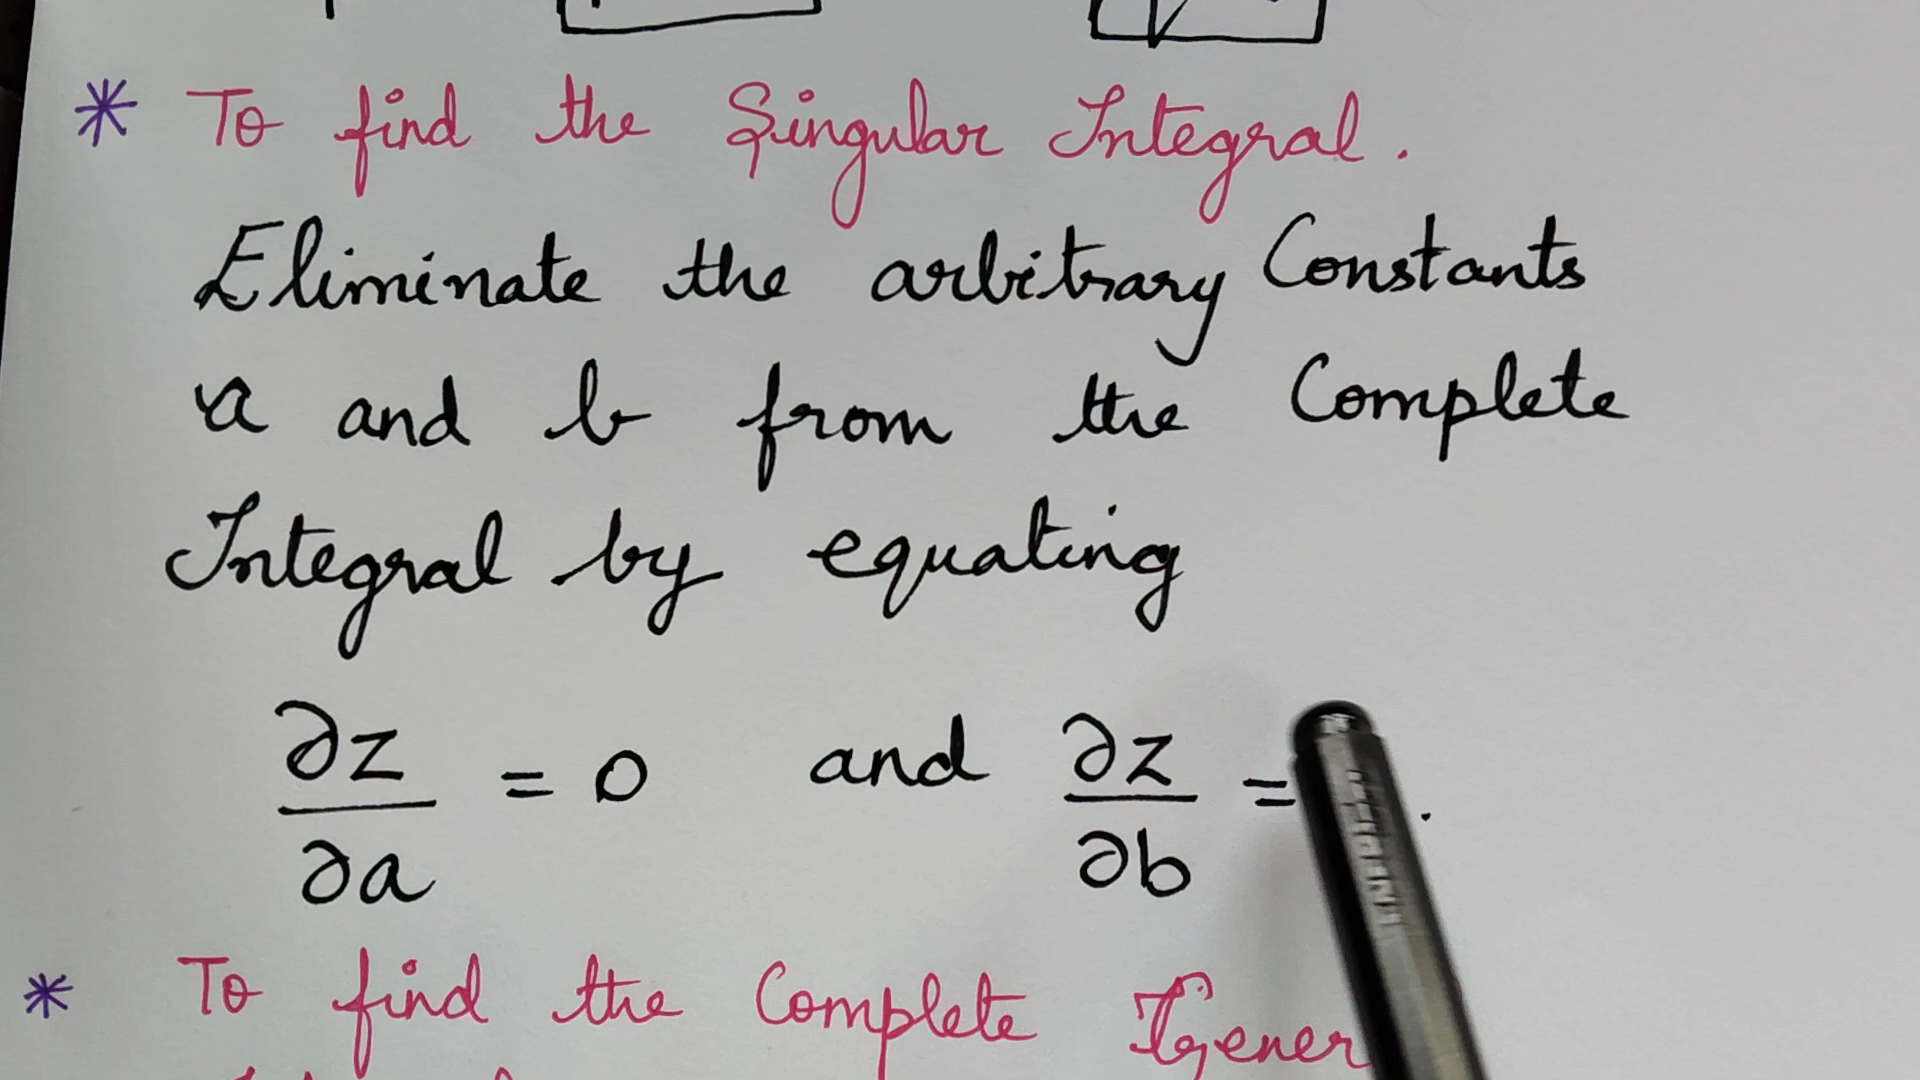 * To find the Singular Integral.
Eliminate the arbitrary Constants
a and b from the Complete
Integral by equating
∂z/∂a = 0 and ∂z/∂b = .
* To find the Complete